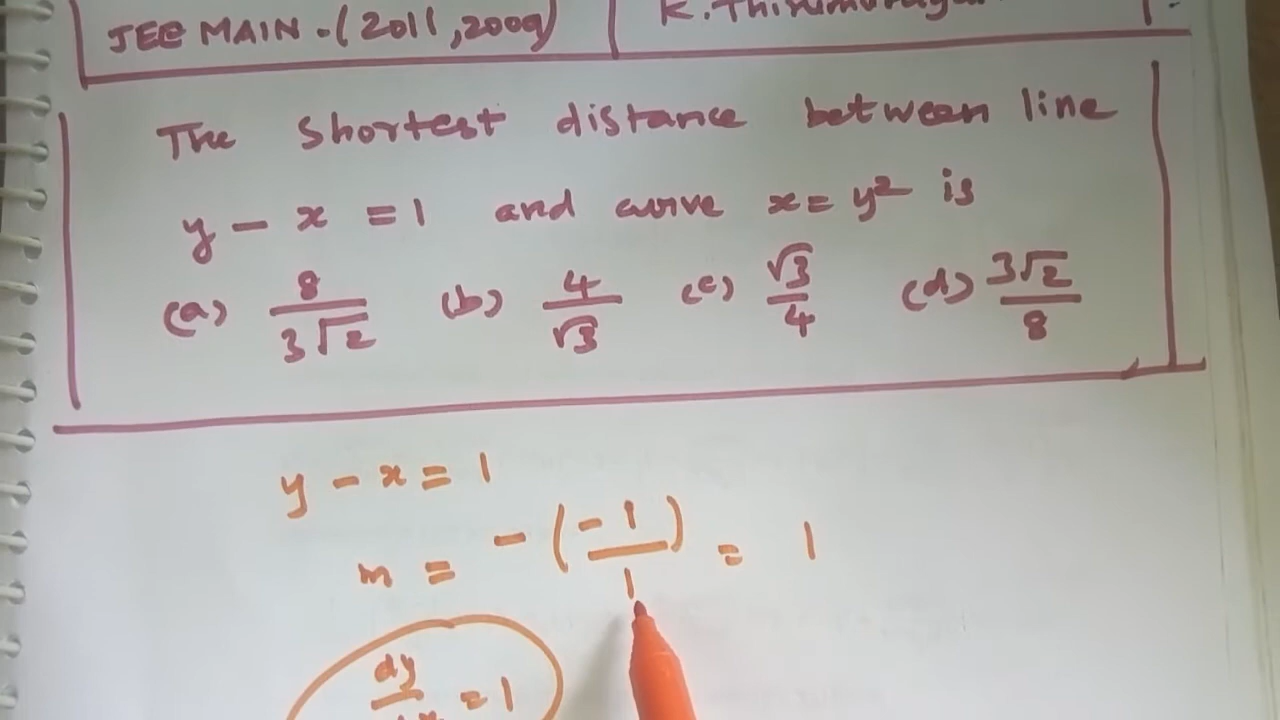 JEE MAIN - (2011, 2009)
The shortest distance between line
y - x = 1 and curve x = y² is
(a) 8/3√2 (b) 4/√3 (c) √3/4 (d) 3√2/8
y - x = 1
m = -(-1/1) = 1
dy/dx = 1